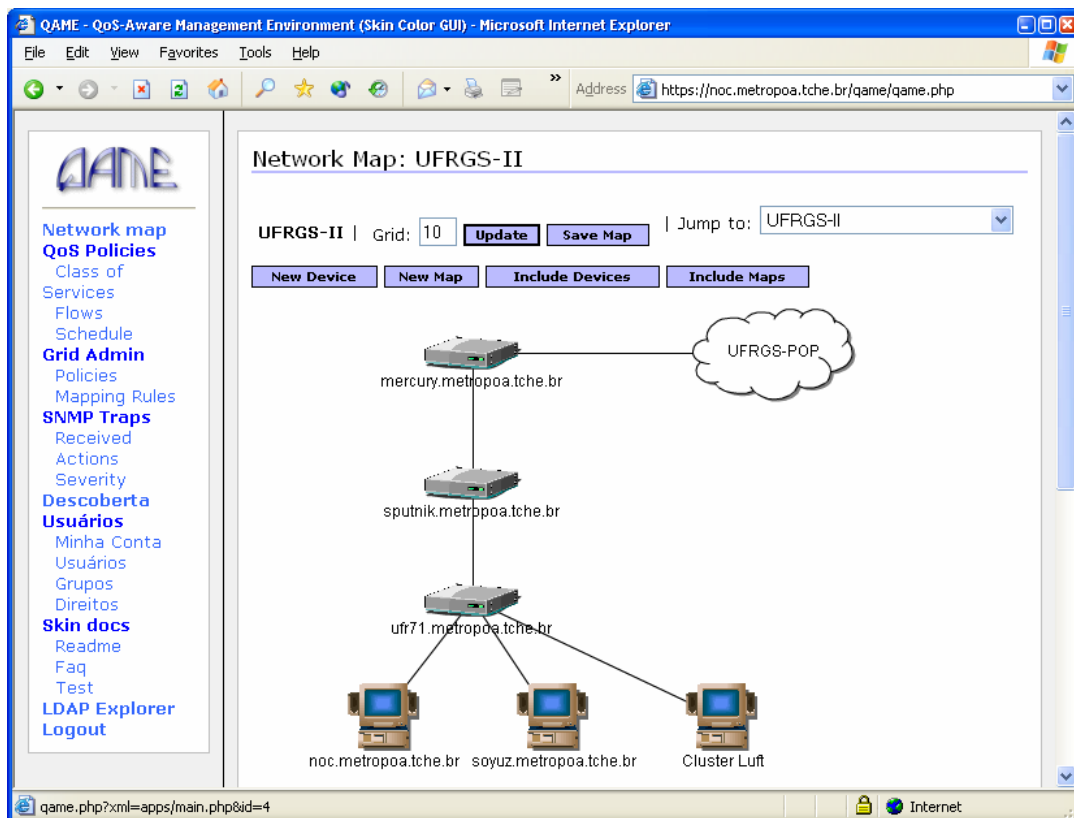 QAME - QoS-Aware Management Environment (Skin Color GUI) - Microsoft Internet Explorer
File Edit View Favorites Tools Help
» Address https://noc.metropoa.tche.br/qame/qame.php
QAME
Network map
QoS Policies
Class of
Services
Flows
Schedule
Grid Admin
Policies
Mapping Rules
SNMP Traps
Received
Actions
Severity
Descoberta
Usuários
Minha Conta
Usuários
Grupos
Direitos
Skin docs
Readme
Faq
Test
LDAP Explorer
Logout
Network Map: UFRGS-II
UFRGS-II | Grid: 10 Update Save Map | Jump to: UFRGS-II
New Device New Map Include Devices Include Maps
UFRGS-POP
mercury.metropoa.tche.br
sputnik.metropoa.tche.br
ufr71.metropoa.tche.br
noc.metropoa.tche.br soyuz.metropoa.tche.br Cluster Luft
qame.php?xml=apps/main.php&id=4 Internet